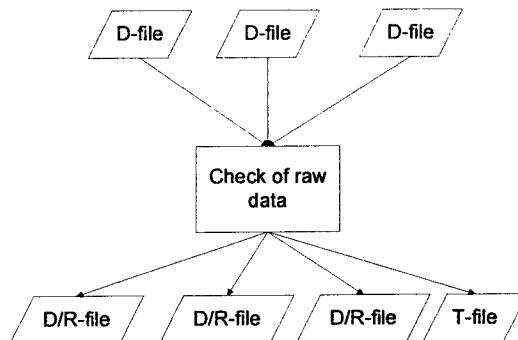 D-file
D-file
D-file
Check of raw
data
D/R-file
D/R-file
D/R-file
T-file